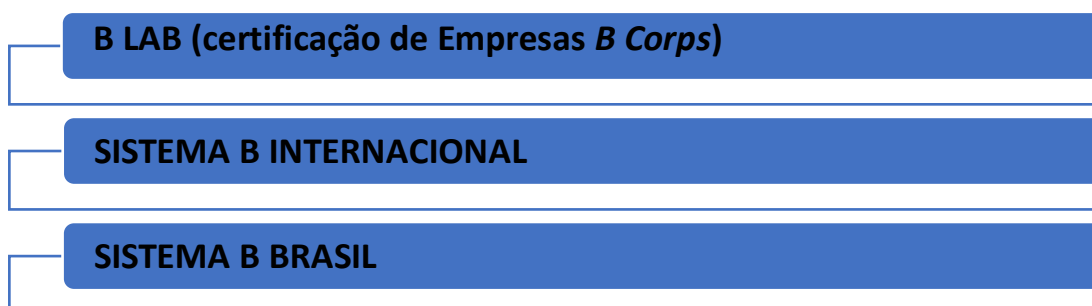 B LAB (certificação de Empresas B Corps)
SISTEMA B INTERNACIONAL
SISTEMA B BRASIL